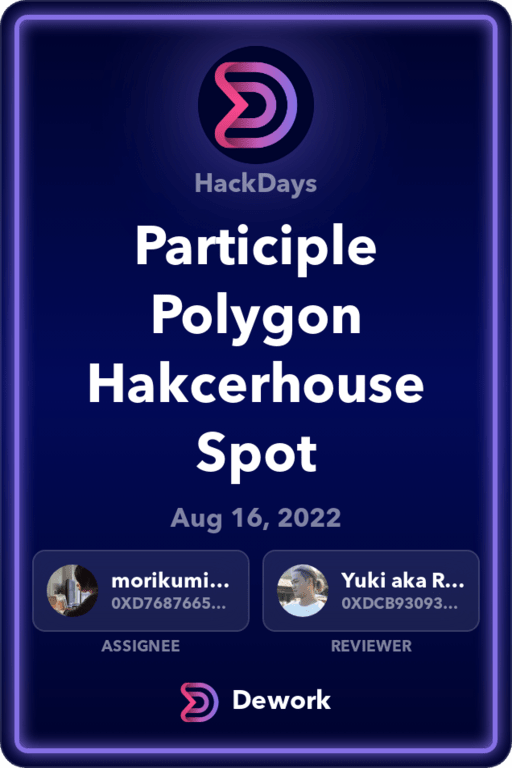 HackDays
Participle
Polygon
Hakcerhouse
Spot
Aug 16, 2022
morikumi...
0XD7687665...
ASSIGNEE
Yuki aka R...
0XDCB93093...
REVIEWER
Dework